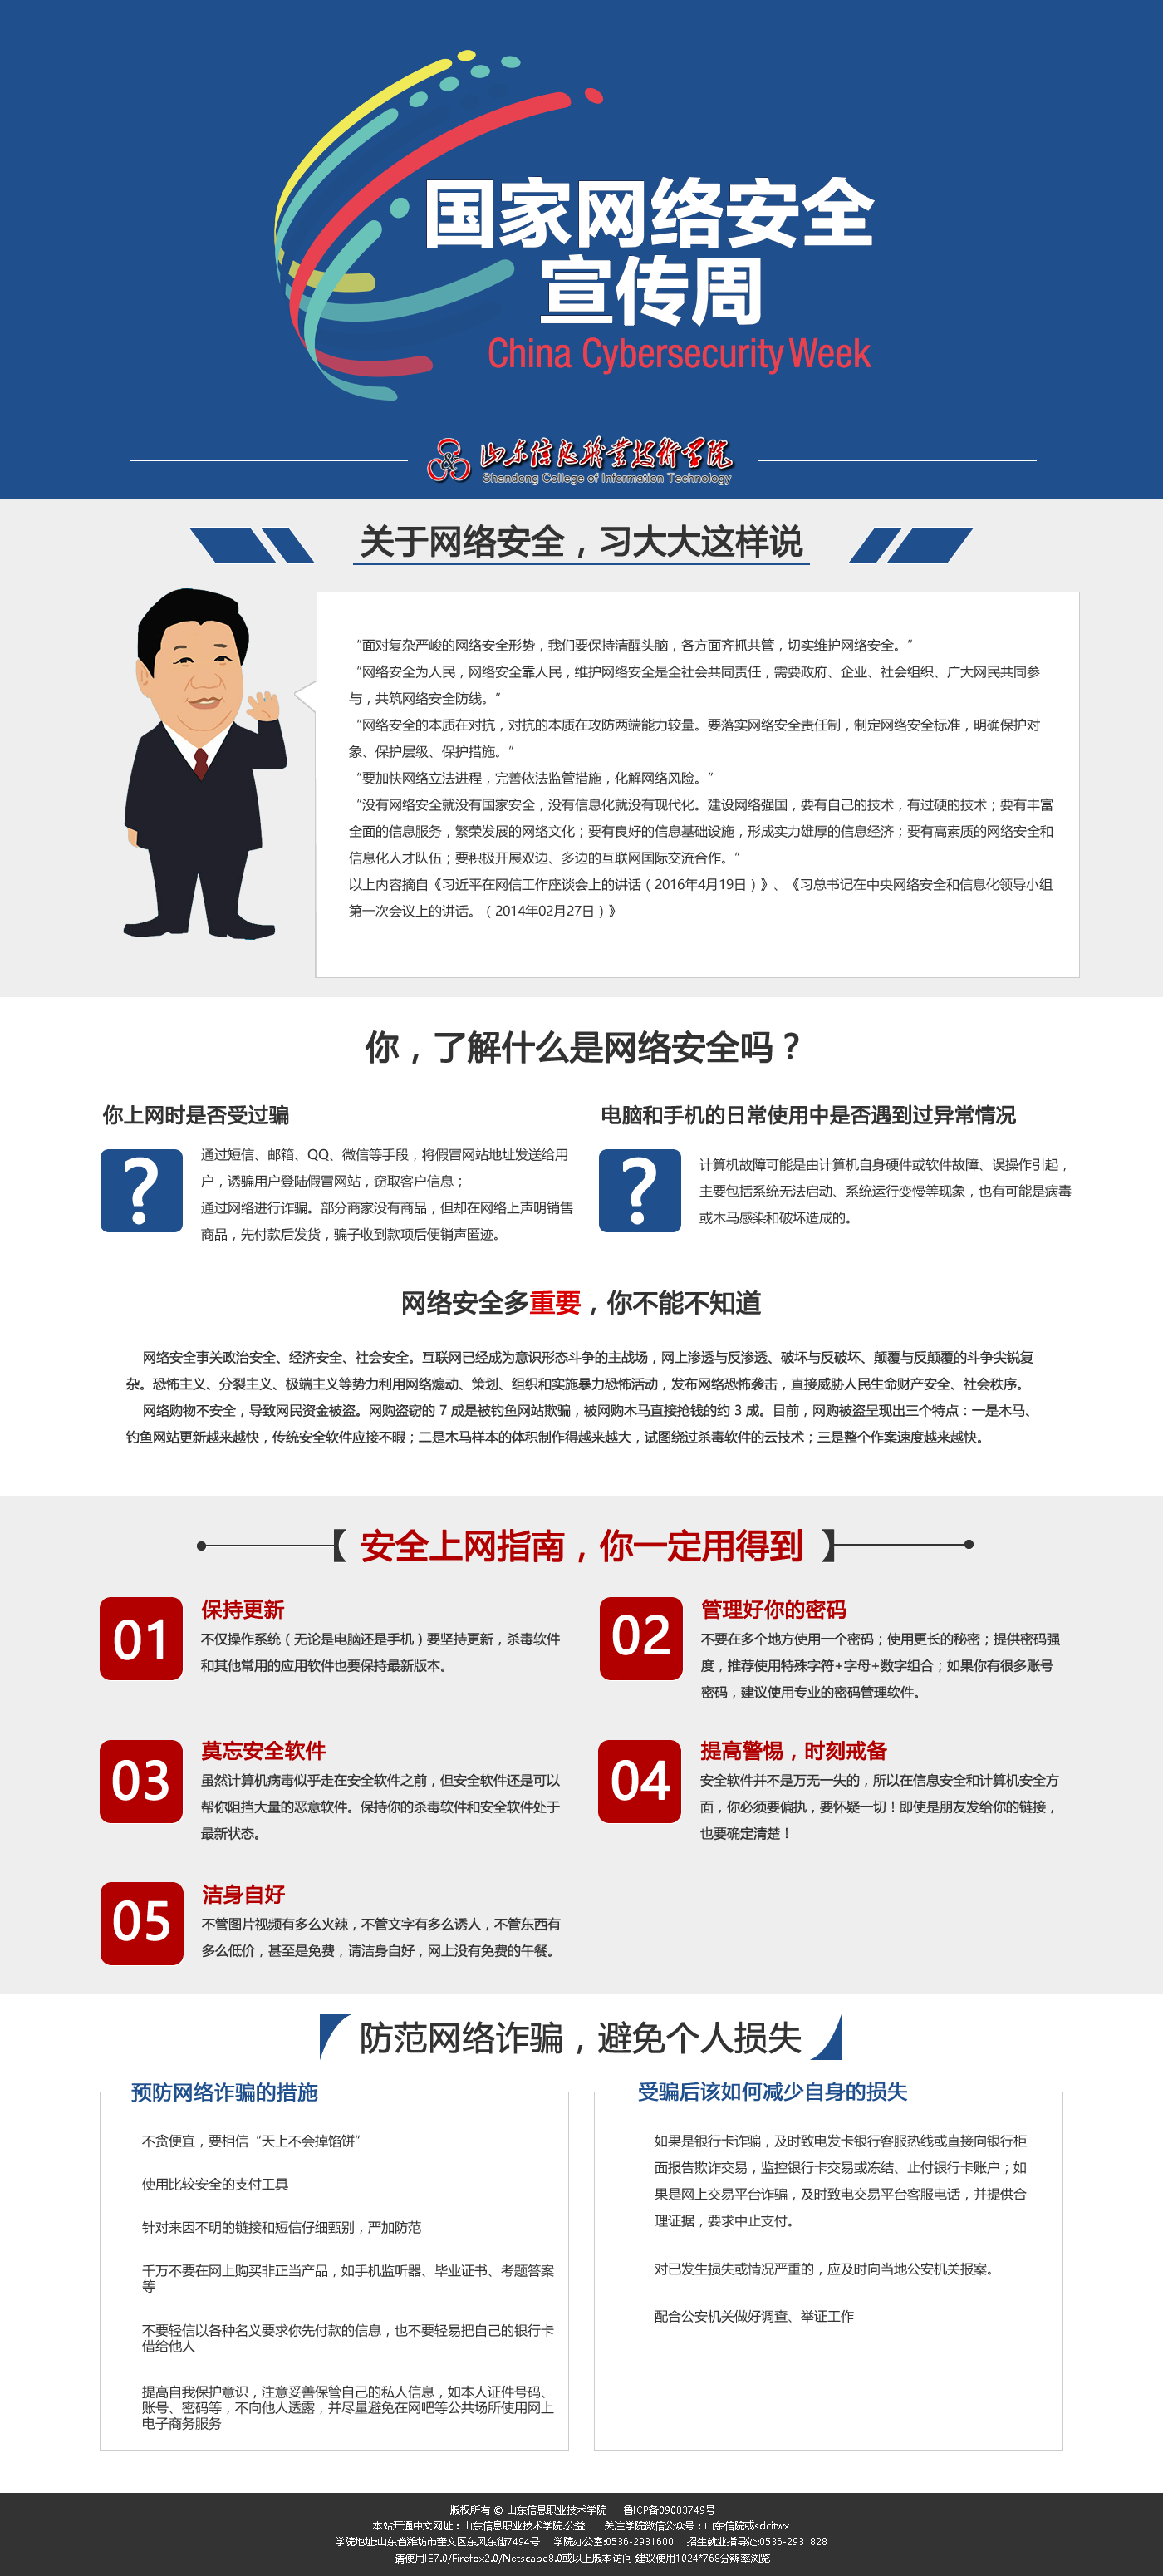 国家网络安全
宣传周
China Cybersecurity Week
山东信息职业技术学院
Shandong College of Information Technology
关于网络安全，习大大这样说
“面对复杂严峻的网络安全形势，我们要保持清醒头脑，各方面齐抓共管，切实维护网络安全。”
“网络安全为人民，网络安全靠人民，维护网络安全是全社会共同责任，需要政府、企业、社会组织、广大网民共同参
与，共筑网络安全防线。”
“网络安全的本质在对抗，对抗的本质在攻防两端能力较量。要落实网络安全责任制，制定网络安全标准，明确保护对
象、保护层级、保护措施。”
“要加快网络立法进程，完善依法监管措施，化解网络风险。”
“没有网络安全就没有国家安全，没有信息化就没有现代化。建设网络强国，要有自己的技术，有过硬的技术；要有丰富
全面的信息服务，繁荣发展的网络文化；要有良好的信息基础设施，形成实力雄厚的信息经济；要有高素质的网络安全和
信息化人才队伍；要积极开展双边、多边的互联网国际交流合作。”
以上内容摘自《习近平在网信工作座谈会上的讲话（2016年4月19日）》、《习总书记在中央网络安全和信息化领导小组
第一次会议上的讲话。（2014年02月27日）》
你，了解什么是网络安全吗？
你上网时是否受过骗
?
通过短信、邮箱、QQ、微信等手段，将假冒网站地址发送给用
户，诱骗用户登陆假冒网站，窃取客户信息；
通过网络进行诈骗。部分商家没有商品，但却在网络上声明销售
商品，先付款后发货，骗子收到款项后便销声匿迹。
电脑和手机的日常使用中是否遇到过异常情况
?
计算机故障可能是由计算机自身硬件或软件故障、误操作引起，
主要包括系统无法启动、系统运行变慢等现象，也有可能是病毒
或木马感染和破坏造成的。
网络安全多重要，你不能不知道
网络安全事关政治安全、经济安全、社会安全。互联网已经成为意识形态斗争的主战场，网上渗透与反渗透、破坏与反破坏、颠覆与反颠覆的斗争尖锐复
杂。恐怖主义、分裂主义、极端主义等势力利用网络煽动、策划、组织和实施暴力恐怖活动，发布网络恐怖袭击，直接威胁人民生命财产安全、社会秩序。
网络购物不安全，导致网民资金被盗。网购盗窃的 7 成是被钓鱼网站欺骗，被网购木马直接抢钱的约 3 成。目前，网购被盗呈现出三个特点：一是木马、
钓鱼网站更新越来越快，传统安全软件应接不暇；二是木马样本的体积制作得越来越大，试图绕过杀毒软件的云技术；三是整个作案速度越来越快。
【 安全上网指南，你一定用得到 】
01
保持更新
不仅操作系统（无论是电脑还是手机）要坚持更新，杀毒软件
和其他常用的应用软件也要保持最新版本。
02
管理好你的密码
不要在多个地方使用一个密码；使用更长的秘密；提供密码强
度，推荐使用特殊字符+字母+数字组合；如果你有很多账号
密码，建议使用专业的密码管理软件。
03
莫忘安全软件
虽然计算机病毒似乎走在安全软件之前，但安全软件还是可以
帮你阻挡大量的恶意软件。保持你的杀毒软件和安全软件处于
最新状态。
04
提高警惕，时刻戒备
安全软件并不是万无一失的，所以在信息安全和计算机安全方
面，你必须要偏执，要怀疑一切！即使是朋友发给你的链接，
也要确定清楚！
05
洁身自好
不管图片视频有多么火辣，不管文字有多么诱人，不管东西有
多么低价，甚至是免费，请洁身自好，网上没有免费的午餐。
防范网络诈骗，避免个人损失
预防网络诈骗的措施
不贪便宜，要相信“天上不会掉馅饼”
使用比较安全的支付工具
针对来因不明的链接和短信仔细甄别，严加防范
千万不要在网上购买非正当产品，如手机监听器、毕业证书、考题答案
等
不要轻信以各种名义要求你先付款的信息，也不要轻易把自己的银行卡
借给他人
提高自我保护意识，注意妥善保管自己的私人信息，如本人证件号码、
账号、密码等，不向他人透露，并尽量避免在网吧等公共场所使用网上
电子商务服务
受骗后该如何减少自身的损失
如果是银行卡诈骗，及时致电发卡银行客服热线或直接向银行柜
面报告欺诈交易，监控银行卡交易或冻结、止付银行卡账户；如
果是网上交易平台诈骗，及时致电交易平台客服电话，并提供合
理证据，要求中止支付。
对已发生损失或情况严重的，应及时向当地公安机关报案。
配合公安机关做好调查、举证工作
版权所有 © 山东信息职业技术学院 鲁ICP备09083749号
本站开通中文网址：山东信息职业技术学院.公益 关注学院微信公众号：山东信院或sdcitwx
学院地址:山东省潍坊市奎文区东风东街7494号 学院办公室:0536-2931600 招生就业指导处:0536-2931828
请使用IE7.0/Firefox2.0/Netscape8.0或以上版本访问 建议使用1024*768分辨率浏览